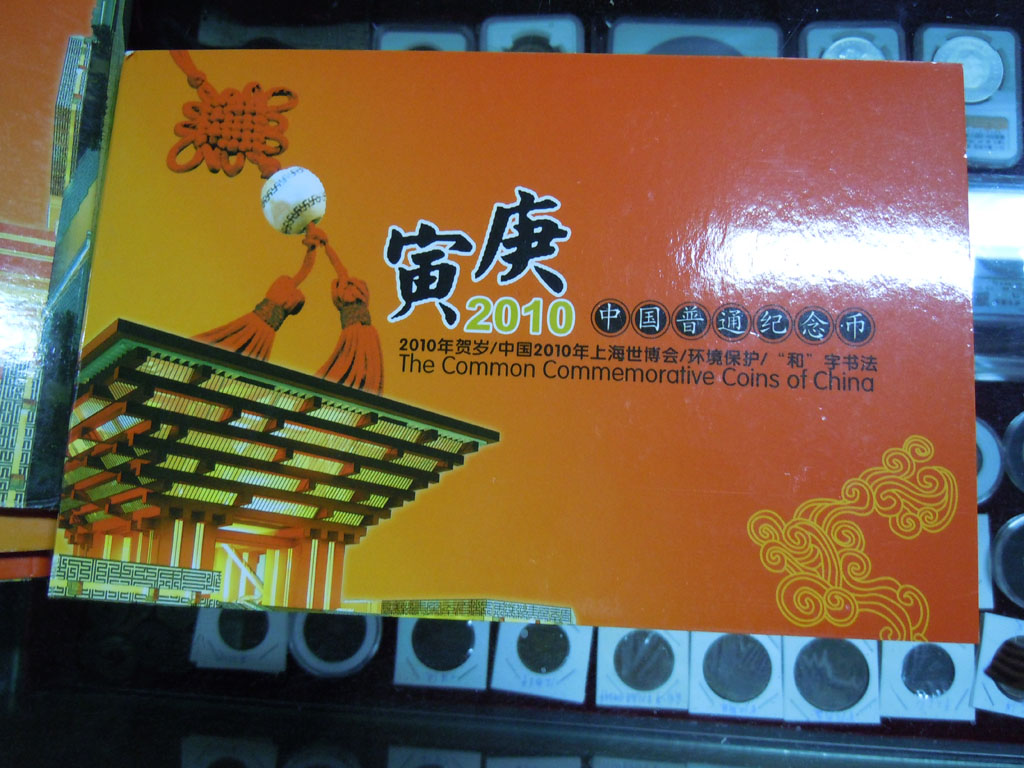 庚寅
2010 中国普通纪念币
2010年贺岁/中国2010年上海世博会/环境保护/“和”字书法
The Common Commemorative Coins of China